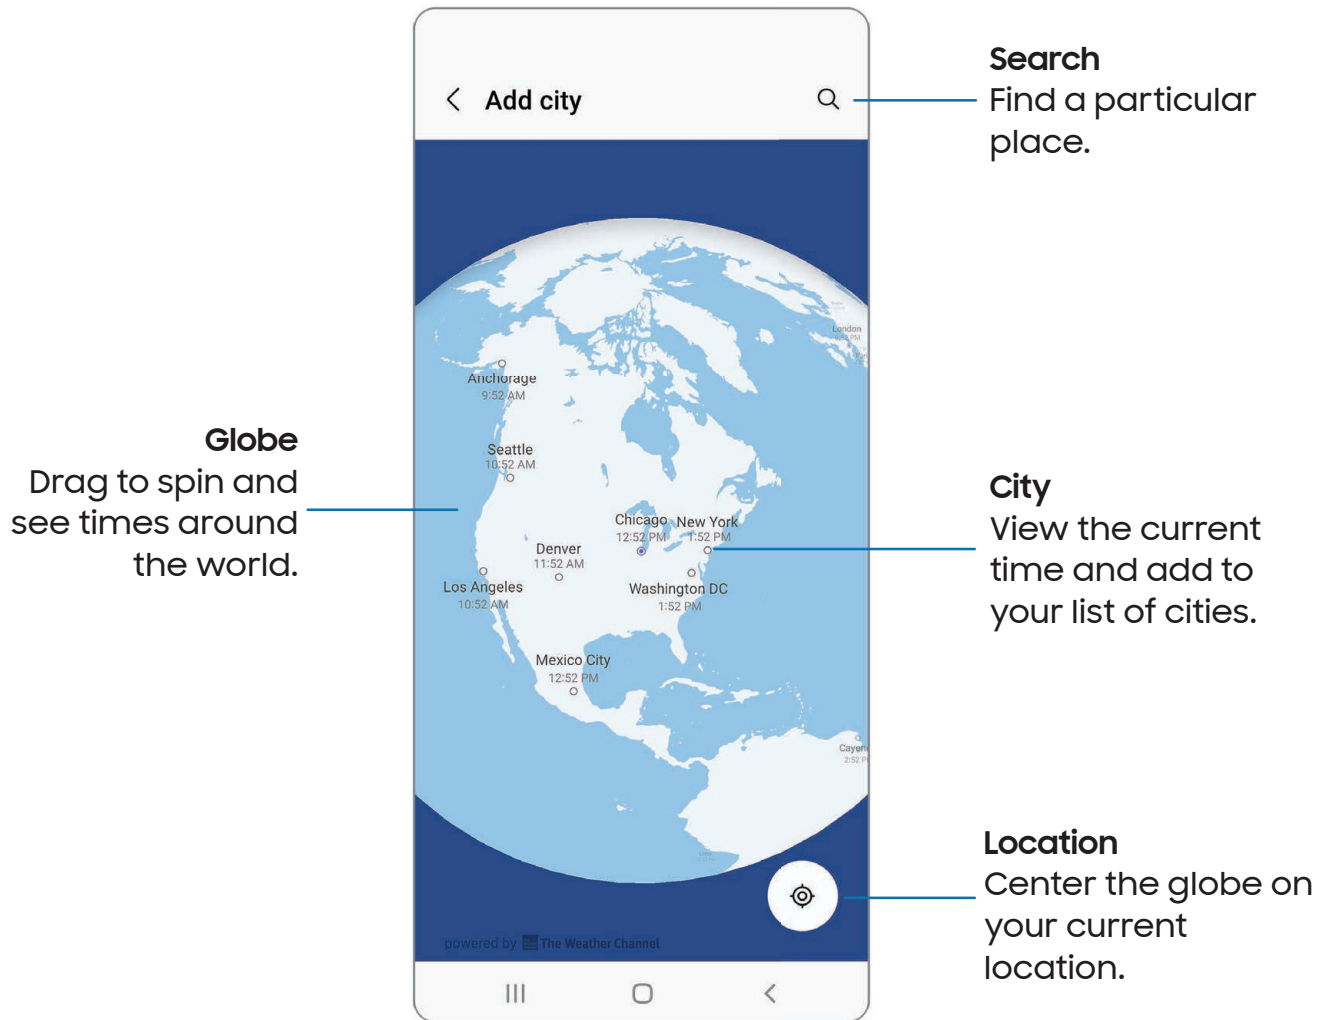 Add city
Search
Find a particular
place.
London
Anchorage
9:52 AM
Globe
Drag to spin and
see times around
the world.
Seattle
10:52 AM
Chicago
12:52 PM
New York
1:52 PM
Denver
11:52 AM
Los Angeles
10:52 AM
Washington DC
1:52 PM
City
View the current
time and add to
your list of cities.
Mexico City
12:52 PM
2:52 P
Location
Center the globe on
your current
location.
powered by The Weather Channel